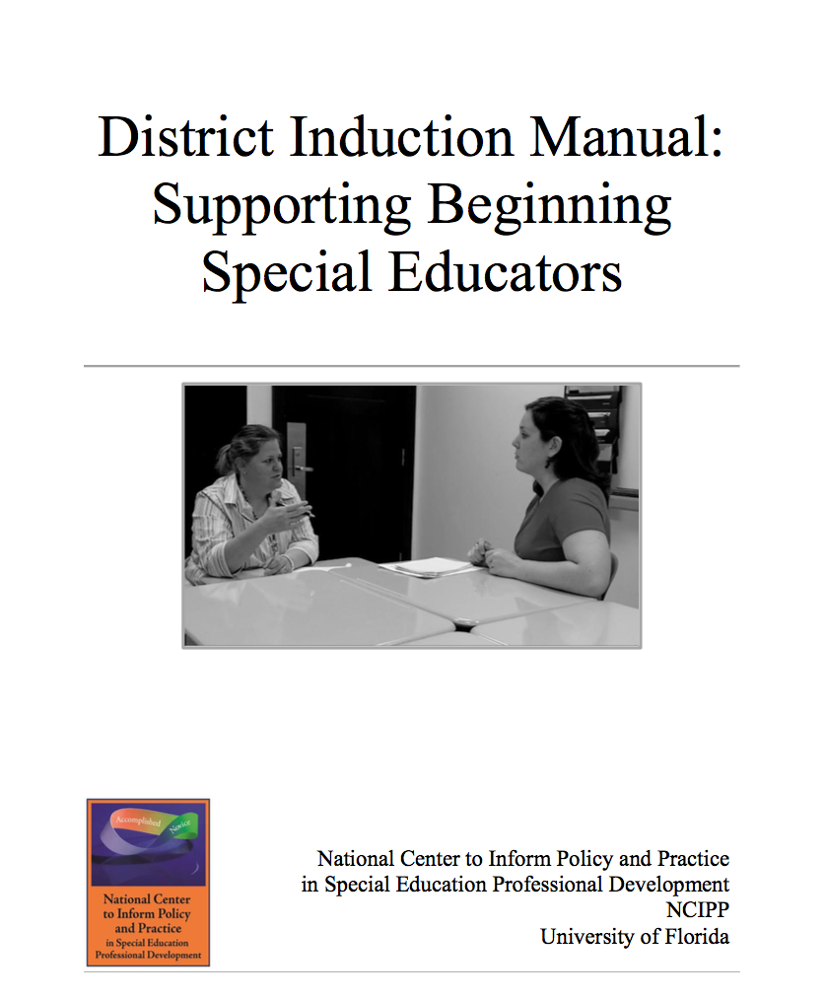 District Induction Manual:
Supporting Beginning
Special Educators
Accomplished
Novice
National Center
to Inform Policy
and Practice
in Special Education
Professional Development
National Center to Inform Policy and Practice
in Special Education Professional Development
NCIPP
University of Florida